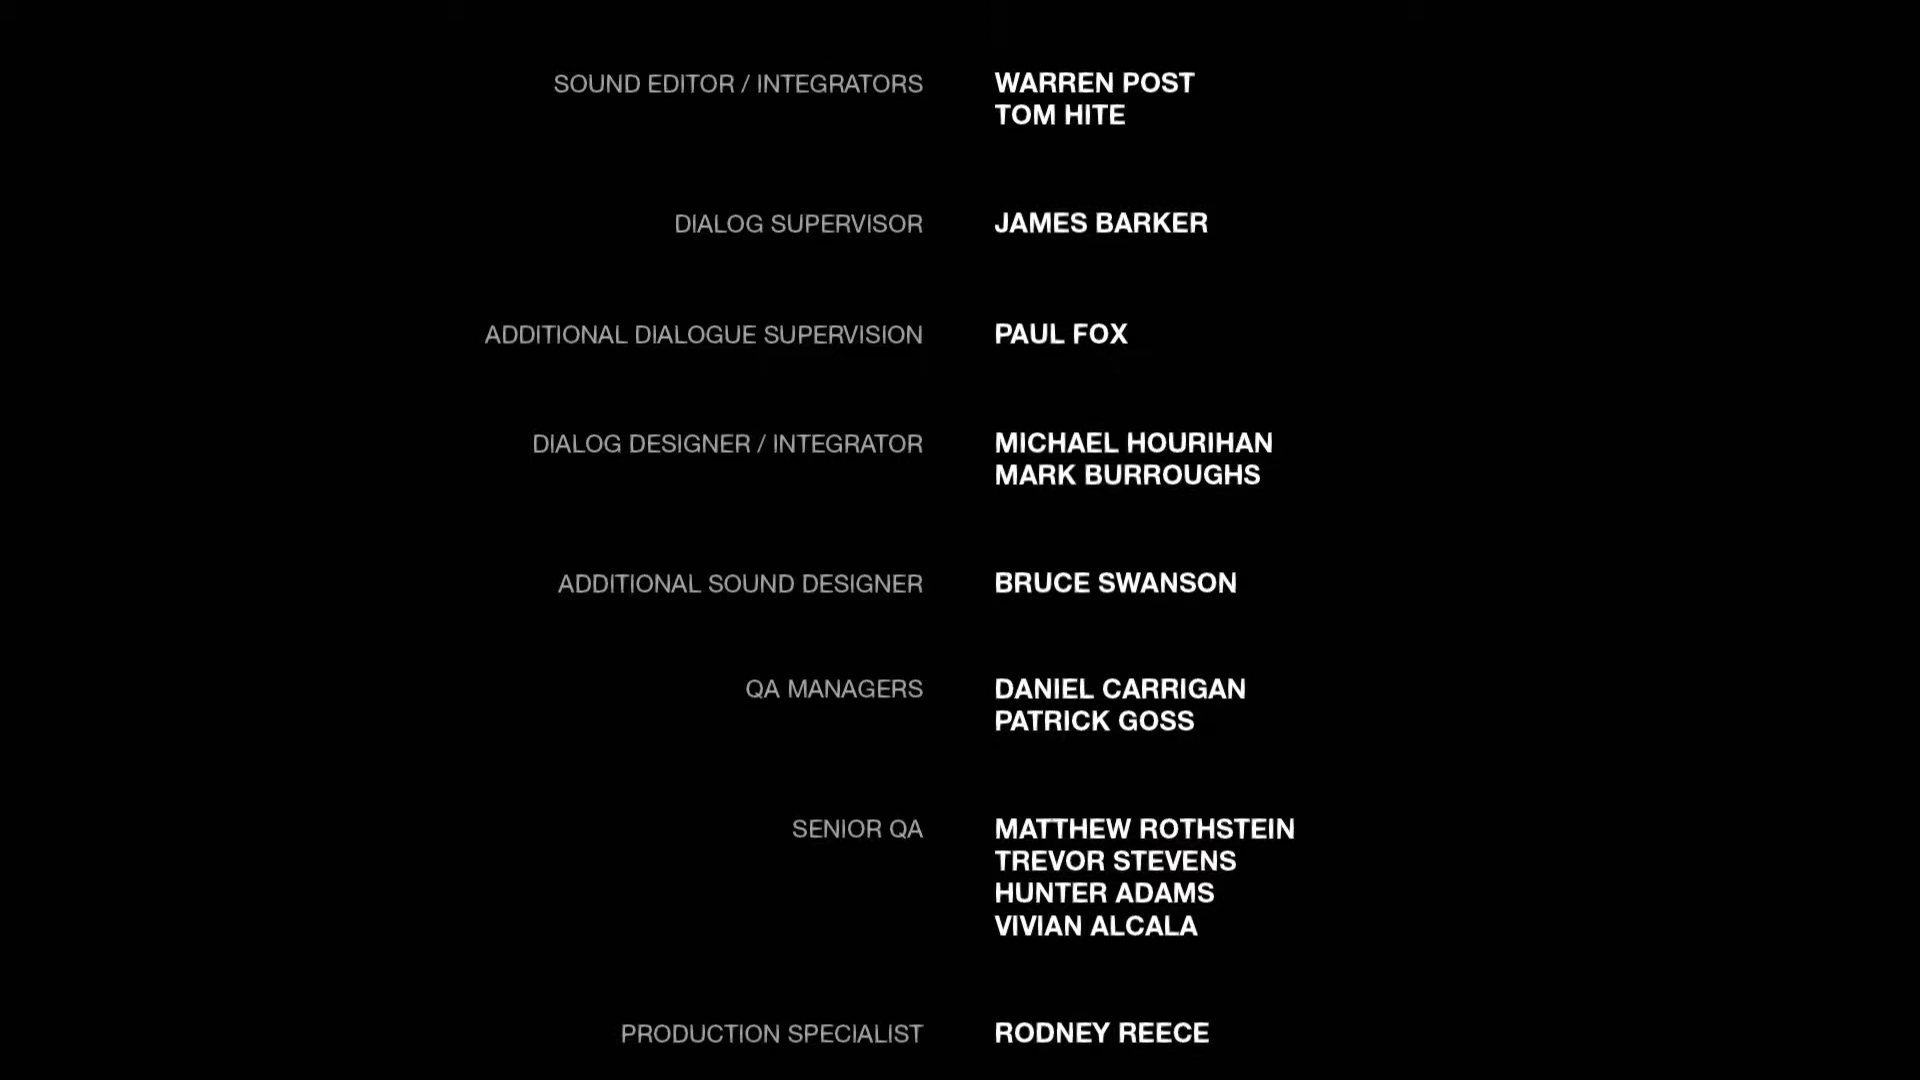 SOUND EDITOR / INTEGRATORS WARREN POST
TOM HITE
DIALOG SUPERVISOR JAMES BARKER
ADDITIONAL DIALOGUE SUPERVISION PAUL FOX
DIALOG DESIGNER / INTEGRATOR MICHAEL HOURIHAN
MARK BURROUGHS
ADDITIONAL SOUND DESIGNER BRUCE SWANSON
QA MANAGERS DANIEL CARRIGAN
PATRICK GOSS
SENIOR QA MATTHEW ROTHSTEIN
TREVOR STEVENS
HUNTER ADAMS
VIVIAN ALCALA
PRODUCTION SPECIALIST RODNEY REECE